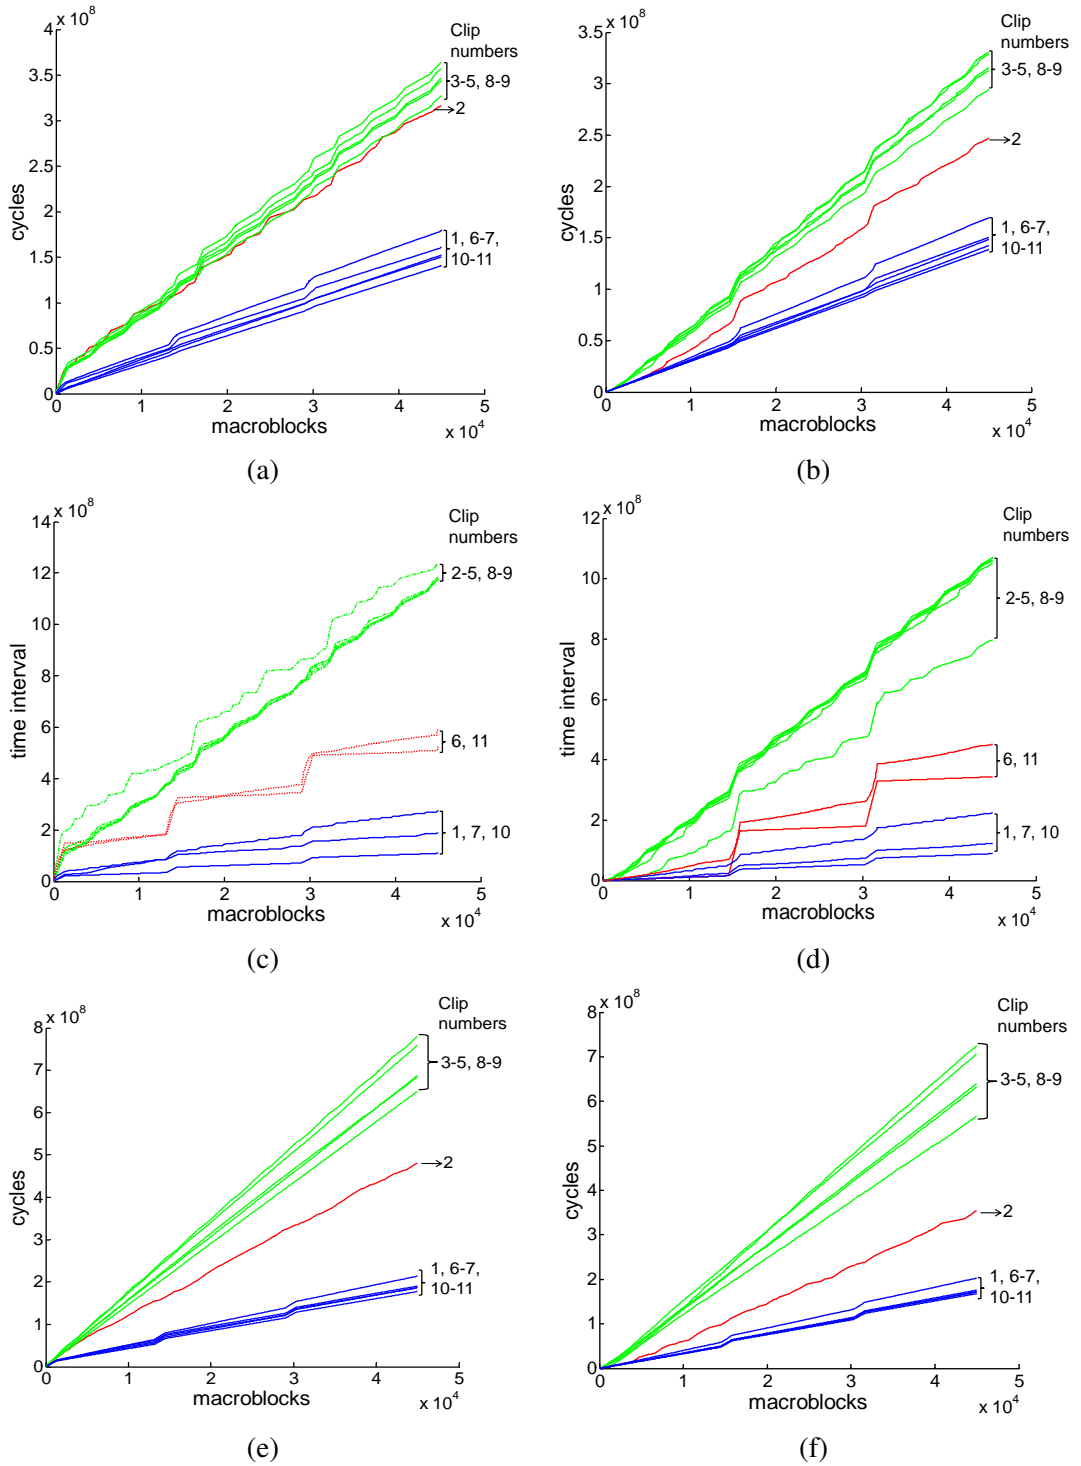 x 10^8
4
3.5
3
2.5
2
1.5
1
0.5
0
cycles
0 1 2 3 4 5
macroblocks
x 10^4
Clip
numbers
3-5, 8-9
2
1, 6-7,
10-11
(a)
x 10^8
3.5
3
2.5
2
1.5
1
0.5
0
cycles
0 1 2 3 4 5
macroblocks
x 10^4
Clip
numbers
3-5, 8-9
2
1, 6-7,
10-11
(b)
x 10^8
14
12
10
8
6
4
2
0
time interval
0 1 2 3 4 5
macroblocks
x 10^4
Clip
numbers
2-5, 8-9
6, 11
1, 7, 10
(c)
x 10^8
12
10
8
6
4
2
0
time interval
0 1 2 3 4 5
macroblocks
x 10^4
Clip
numbers
2-5, 8-9
6, 11
1, 7, 10
(d)
x 10^8
8
7
6
5
4
3
2
1
0
cycles
0 1 2 3 4 5
macroblocks
x 10^4
Clip
numbers
3-5, 8-9
2
1, 6-7,
10-11
(e)
x 10^8
8
7
6
5
4
3
2
1
0
cycles
0 1 2 3 4 5
macroblocks
x 10^4
Clip
numbers
3-5, 8-9
2
1, 6-7,
10-11
(f)